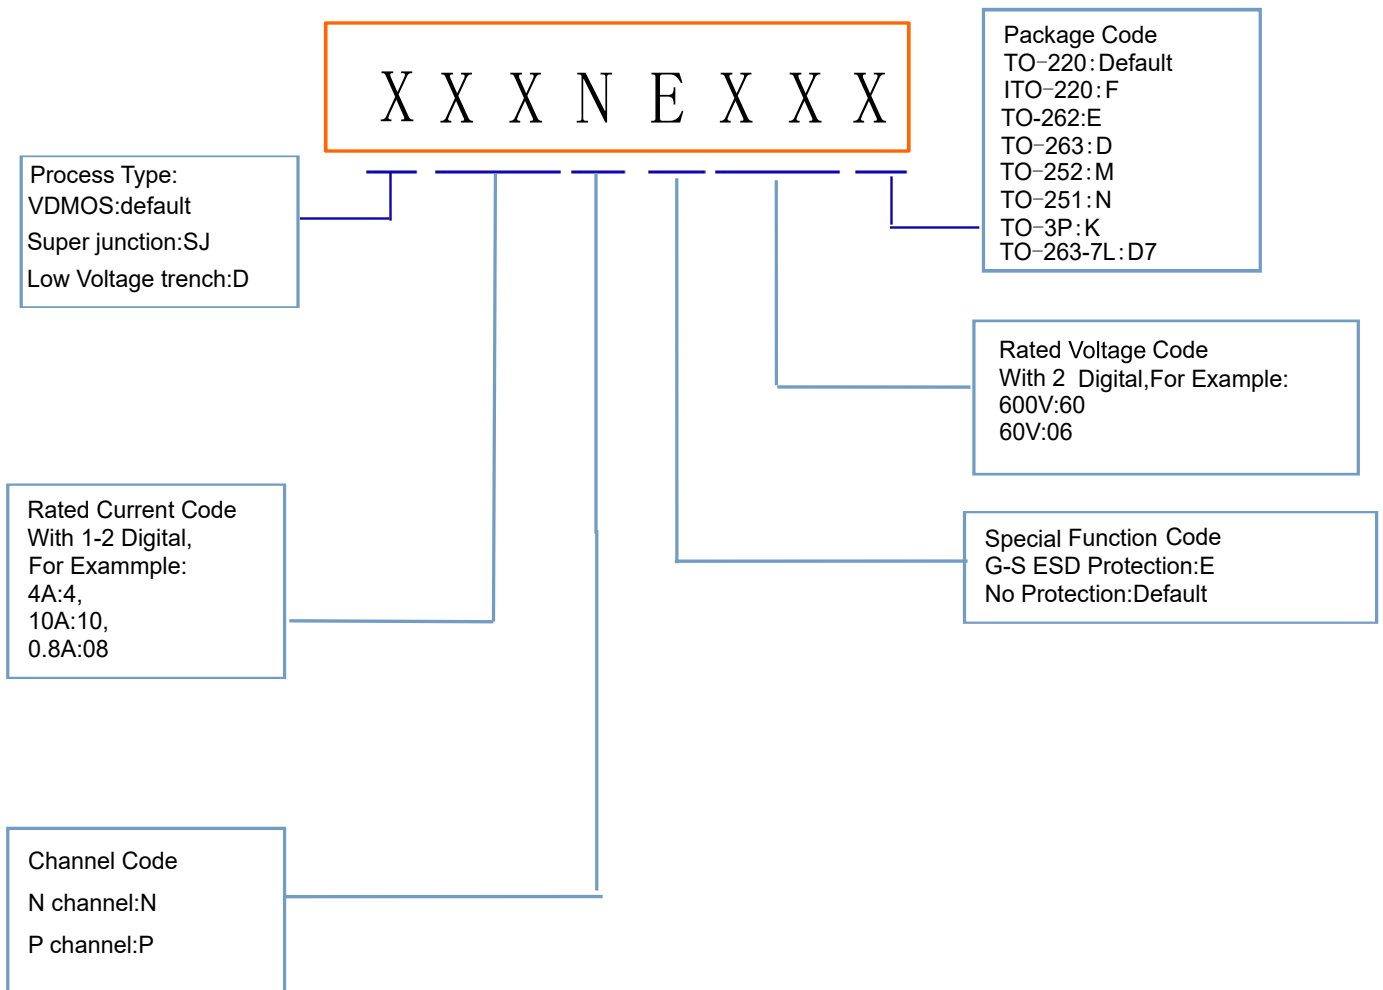 X X X N E X X X
Package Code
TO-220:Default
ITO-220:F
TO-262:E
TO-263:D
TO-252:M
TO-251:N
TO-3P:K
TO-263-7L:D7
Process Type:
VDMOS:default
Super junction:SJ
Low Voltage trench:D
Rated Voltage Code
With 2 Digital,For Example:
600V:60
60V:06
Rated Current Code
With 1-2 Digital,
For Exammple:
4A:4,
10A:10,
0.8A:08
Special Function Code
G-S ESD Protection:E
No Protection:Default
Channel Code
N channel:N
P channel:P